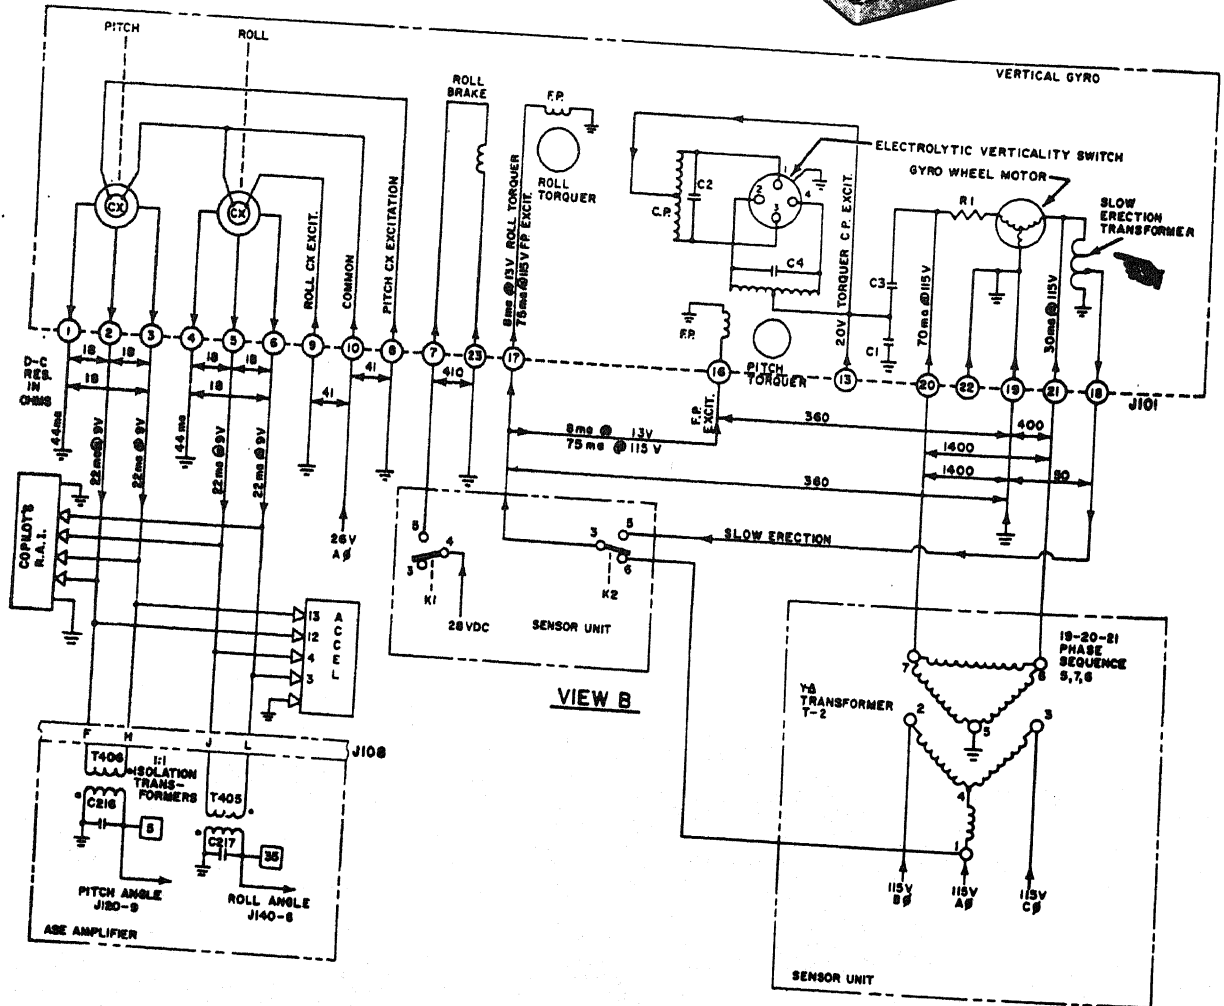 PITCH
ROLL
VERTICAL GYRO
ROLL
BRAKE
F.P.
ROLL
TORQUER
ELECTROLYTIC VERTICALITY SWITCH
GYRO WHEEL MOTOR
SLOW
ERECTION
TRANSFORMER
CX
CX
ROLL CX EXCIT.
COMMON
PITCH CX EXCITATION
8ma @ 13V ROLL TORQUER
75ma @ 115V F.P. EXCIT.
C2
C.P.
1
2
3
4
C4
R1
C3
C1
20V TORQUER C.P. EXCIT.
70ma @ 115V
30ma @ 115V
F.P.
PITCH
TORQUER
1
2
3
4
5
6
9
10
8
7
23
17
16
13
20
22
19
21
18
J101
D-C
RES.
IN
OHMS
18
18
18
18
18
18
41
41
410
44ma
22ma @ 9V
22ma @ 9V
44ma
22ma @ 9V
22ma @ 9V
F.P.
EXCIT.
8ma @ 13V
75ma @ 115V
360
400
1400
1400
90
360
COPILOT'S
R.A.I.
26V
AØ
5
4
3
K1
28VDC
3
5
6
K2
SENSOR UNIT
SLOW ERECTION
VIEW B
13
12
4
3
ACCEL
F
H
J
L
J108
T406
1:1
ISOLATION
TRANS-
FORMERS
T405
C216
5
C217
35
PITCH ANGLE
J120-9
ROLL ANGLE
J140-6
ASE AMPLIFIER
19-20-21
PHASE
SEQUENCE
5,7,6
Y-Δ
TRANSFORMER
T-2
7
6
5
2
3
4
1
115V
BØ
115V
AØ
115V
CØ
SENSOR UNIT